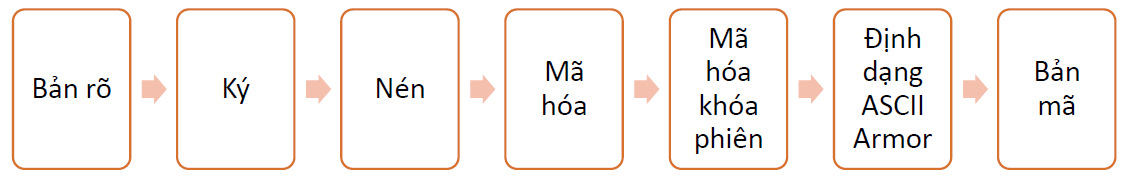 Bản rõ
Ký
Nén
Mã
hóa
Mã
hóa
khóa
phiên
Định
dạng
ASCII
Armor
Bản
mã